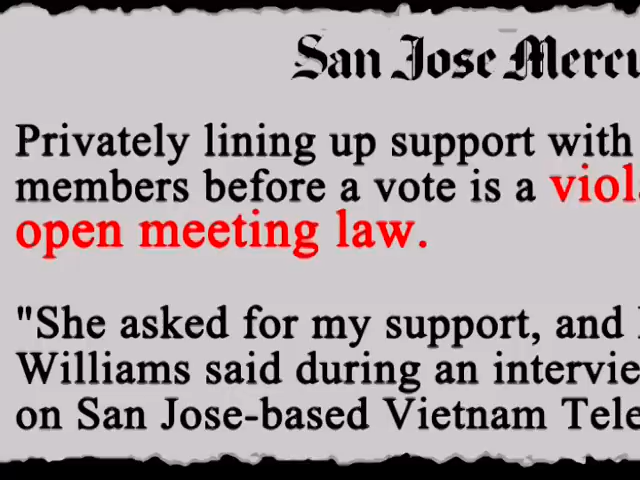 San Jose Mercu
Privately lining up support with
members before a vote is a viola
open meeting law.
"She asked for my support, and
Williams said during an intervie
on San Jose-based Vietnam Tele